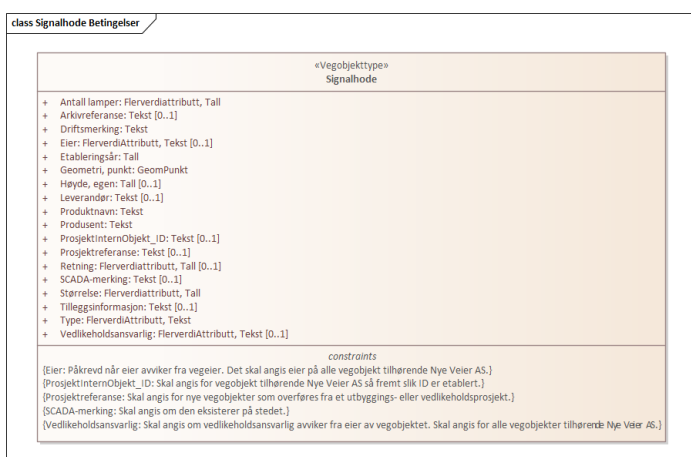 class Signalhode Betingelser
«Vegobjekttype»
Signalhode
+ Antall lamper: Flerverdiattributt, Tall
+ Arkivreferanse: Tekst [0..1]
+ Driftsmerking: Tekst
+ Eier: FlerverdiAttributt, Tekst [0..1]
+ Etableringsår: Tall
+ Geometri, punkt: GeomPunkt
+ Høyde, egen: Tall [0..1]
+ Leverandør: Tekst [0..1]
+ Produktnavn: Tekst
+ Produsent: Tekst
+ ProsjektInternObjekt_ID: Tekst [0..1]
+ Prosjektreferanse: Tekst [0..1]
+ Retning: Flerverdiattributt, Tall [0..1]
+ SCADA-merking: Tekst [0..1]
+ Størrelse: Flerverdiattributt, Tall
+ Tilleggsinformasjon: Tekst [0..1]
+ Type: FlerverdiAttributt, Tekst
+ Vedlikeholdsansvarlig: FlerverdiAttributt, Tekst [0..1]
constraints
{Eier: Påkrevd når eier avviker fra vegeier. Det skal angis eier på alle vegobjekt tilhørende Nye Veier AS.}
{ProsjektInternObjekt_ID: Skal angis for vegobjekt tilhørende Nye Veier AS så fremt slik ID er etablert.}
{Prosjektreferanse: Skal angis for nye vegobjekter som overføres fra et utbyggings- eller vedlikeholdsprosjekt.}
{SCADA-merking: Skal angis om den eksisterer på stedet.}
{Vedlikeholdsansvarlig: Skal angis om vedlikeholdsansvarlig avviker fra eier av vegobjektet. Skal angis for alle vegobjekter tilhørende Nye Veier AS.}